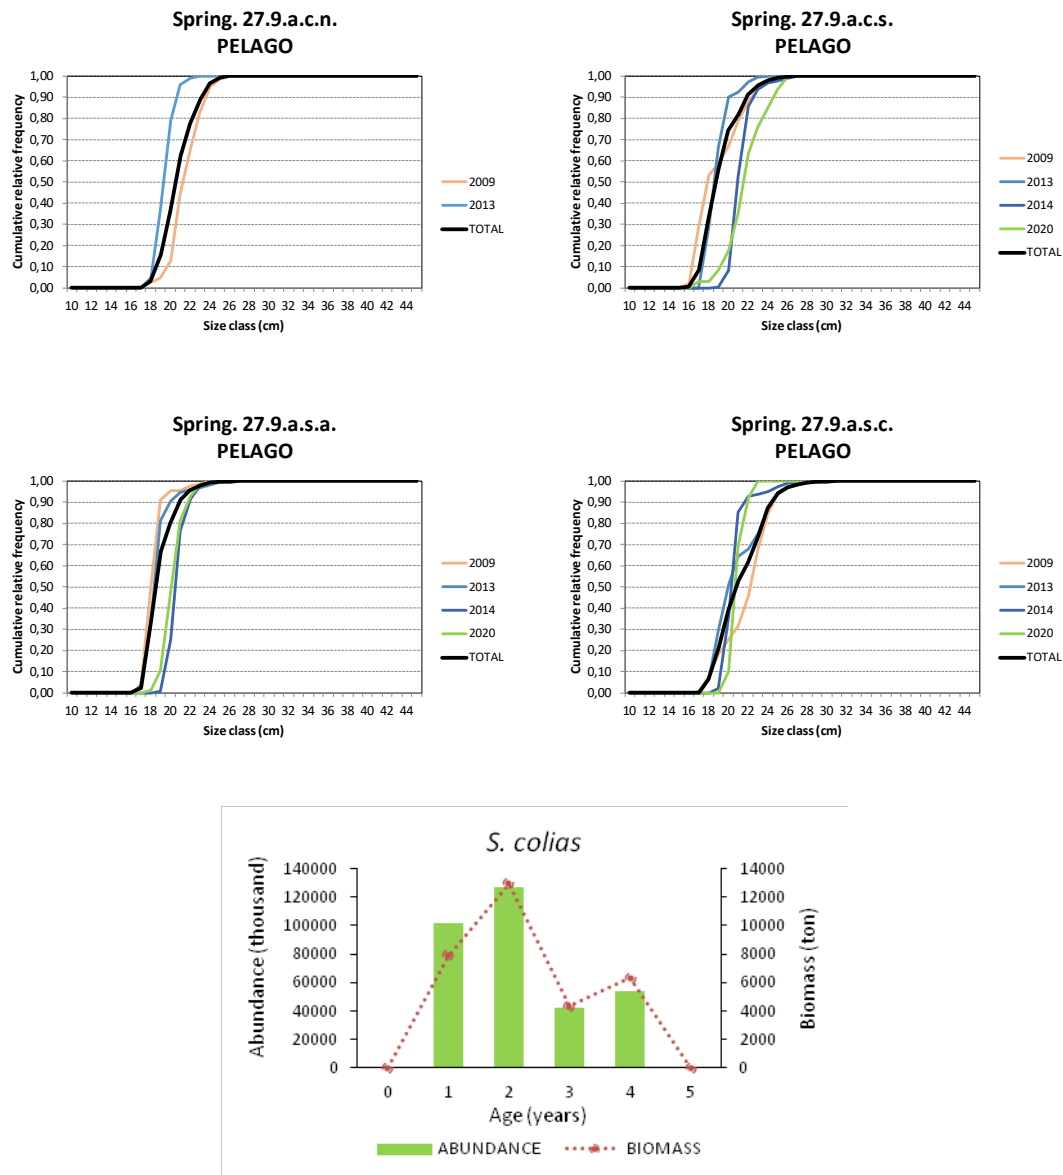 Spring. 27.9.a.c.n.
PELAGO
1,00
0,90
0,80
0,70
0,60
0,50
0,40
0,30
0,20
0,10
0,00
Cumulative relative frequency
10 12 14 16 18 20 22 24 26 28 30 32 34 36 38 40 42 44
Size class (cm)
2009
2013
TOTAL
Spring. 27.9.a.c.s.
PELAGO
1,00
0,90
0,80
0,70
0,60
0,50
0,40
0,30
0,20
0,10
0,00
Cumulative relative frequency
10 12 14 16 18 20 22 24 26 28 30 32 34 36 38 40 42 44
Size class (cm)
2009
2013
2014
2020
TOTAL
Spring. 27.9.a.s.a.
PELAGO
1,00
0,90
0,80
0,70
0,60
0,50
0,40
0,30
0,20
0,10
0,00
Cumulative relative frequency
10 12 14 16 18 20 22 24 26 28 30 32 34 36 38 40 42 44
Size class (cm)
2009
2013
2014
2020
TOTAL
Spring. 27.9.a.s.c.
PELAGO
1,00
0,90
0,80
0,70
0,60
0,50
0,40
0,30
0,20
0,10
0,00
Cumulative relative frequency
10 12 14 16 18 20 22 24 26 28 30 32 34 36 38 40 42 44
Size class (cm)
2009
2013
2014
2020
TOTAL
S. colias
Abundance (thousand)
140000
120000
100000
80000
60000
40000
20000
0
14000
12000
10000
8000
6000
4000
2000
0
Biomass (ton)
0 1 2 3 4 5
Age (years)
ABUNDANCE BIOMASS